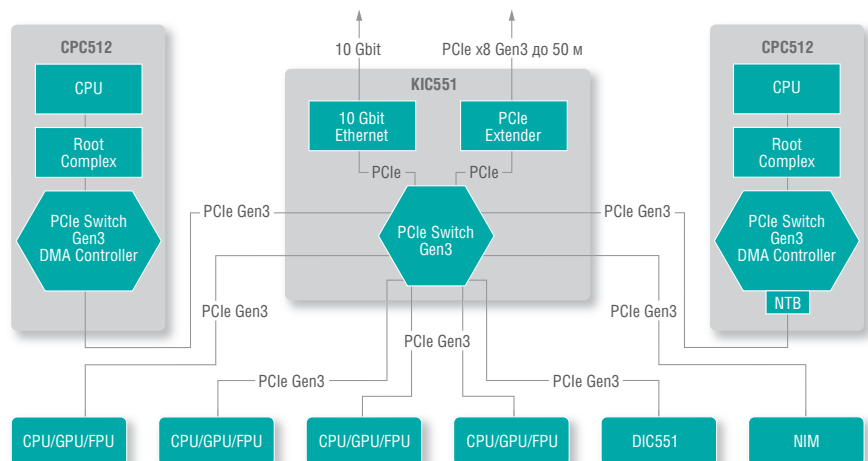 10 Gbit
PCIe x8 Gen3 до 50 м
CPC512
CPU
Root
Complex
PCIe Switch
Gen3
DMA Controller
KIC551
10 Gbit
Ethernet
PCIe
Extender
PCIe
PCIe
PCIe Switch
Gen3
CPC512
CPU
Root
Complex
PCIe Switch
Gen3
DMA Controller
NTB
PCIe Gen3
PCIe Gen3
PCIe Gen3
PCIe Gen3
PCIe Gen3
PCIe Gen3
PCIe Gen3
CPU/GPU/FPU
CPU/GPU/FPU
CPU/GPU/FPU
CPU/GPU/FPU
DIC551
NIM